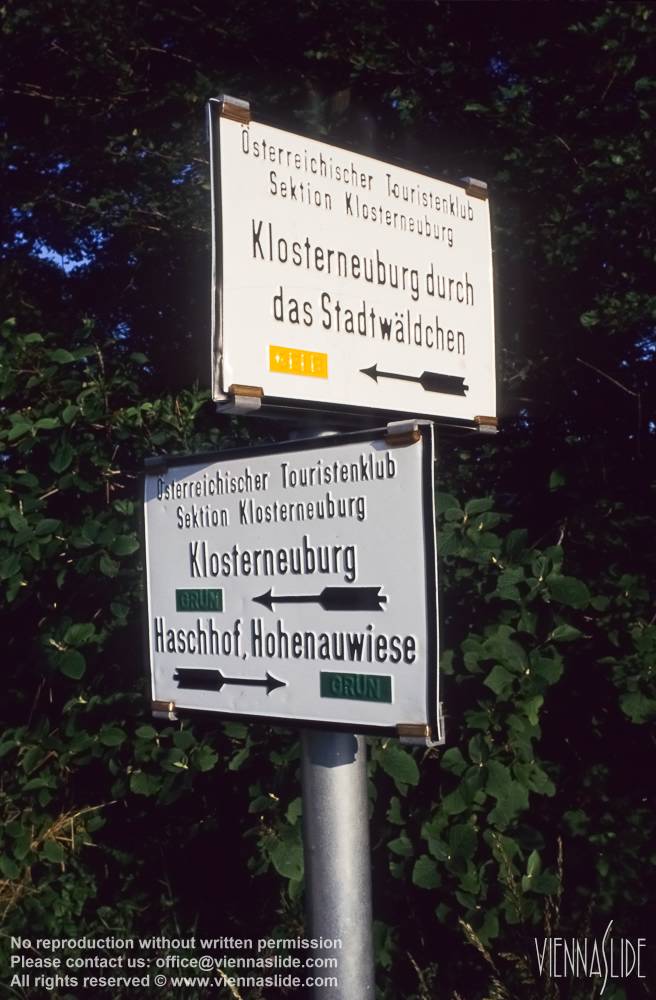 Österreichischer Touristenklub
Sektion Klosterneuburg
Klosterneuburg durch
das Stadtwäldchen
Österreichischer Touristenklub
Sektion Klosterneuburg
Klosterneuburg
GRÜN
Haschhof, Hohenauwiese
GRÜN
No reproduction without written permission
Please contact us: office@viennaslide.com
All rights reserved © www.viennaslide.com
VIENNASLIDE